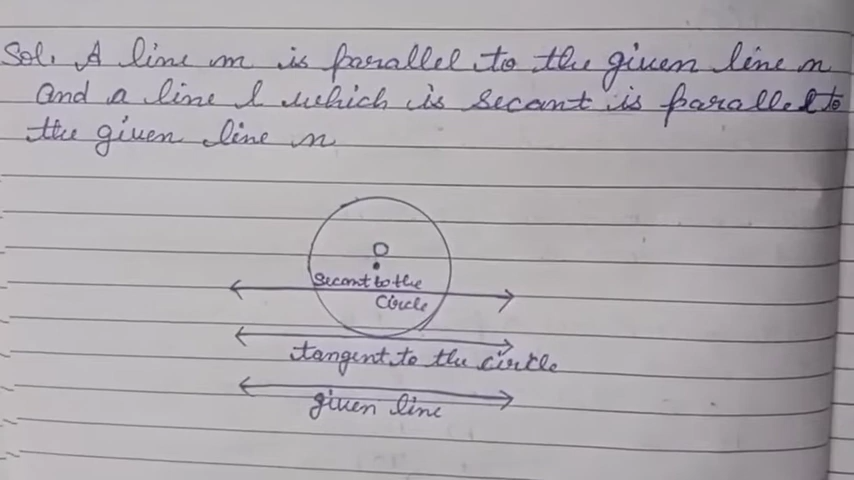 Sol. A line m is parallel to the given line n
and a line l which is secant is parallel to
the given line n
O
Secant to the
Circle
tangent to the circle
given line